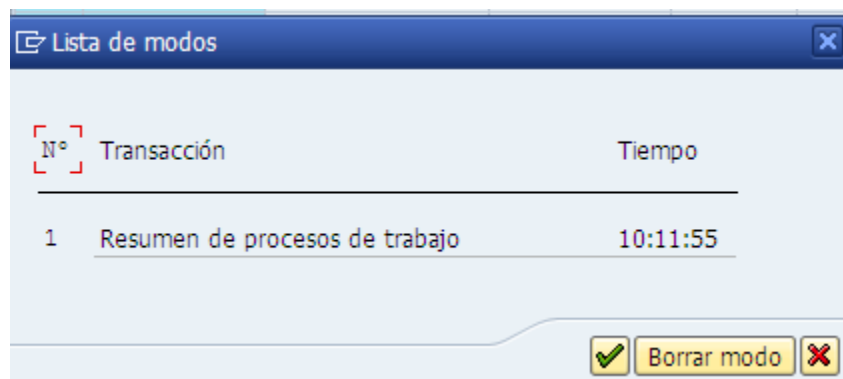 Lista de modos
N° Transacción Tiempo
1 Resumen de procesos de trabajo 10:11:55
Borrar modo